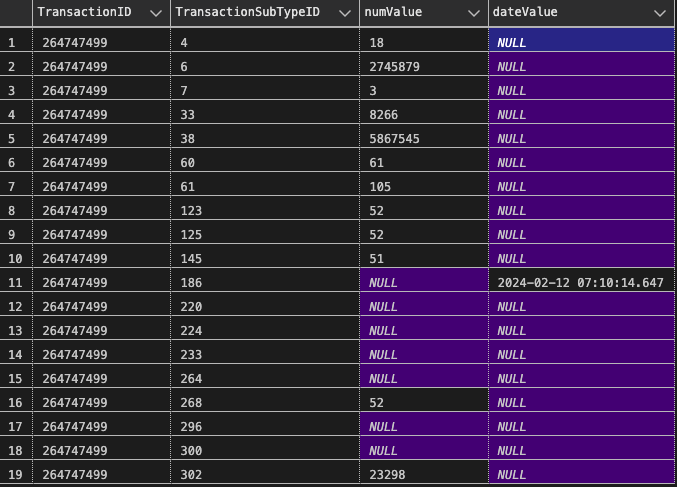 TransactionID TransactionSubTypeID numValue dateValue
1 264747499 4 18 NULL
2 264747499 6 2745879 NULL
3 264747499 7 3 NULL
4 264747499 33 8266 NULL
5 264747499 38 5867545 NULL
6 264747499 60 61 NULL
7 264747499 61 105 NULL
8 264747499 123 52 NULL
9 264747499 125 52 NULL
10 264747499 145 51 NULL
11 264747499 186 NULL 2024-02-12 07:10:14.647
12 264747499 220 NULL NULL
13 264747499 224 NULL NULL
14 264747499 233 NULL NULL
15 264747499 264 NULL NULL
16 264747499 268 52 NULL
17 264747499 296 NULL NULL
18 264747499 300 NULL NULL
19 264747499 302 23298 NULL